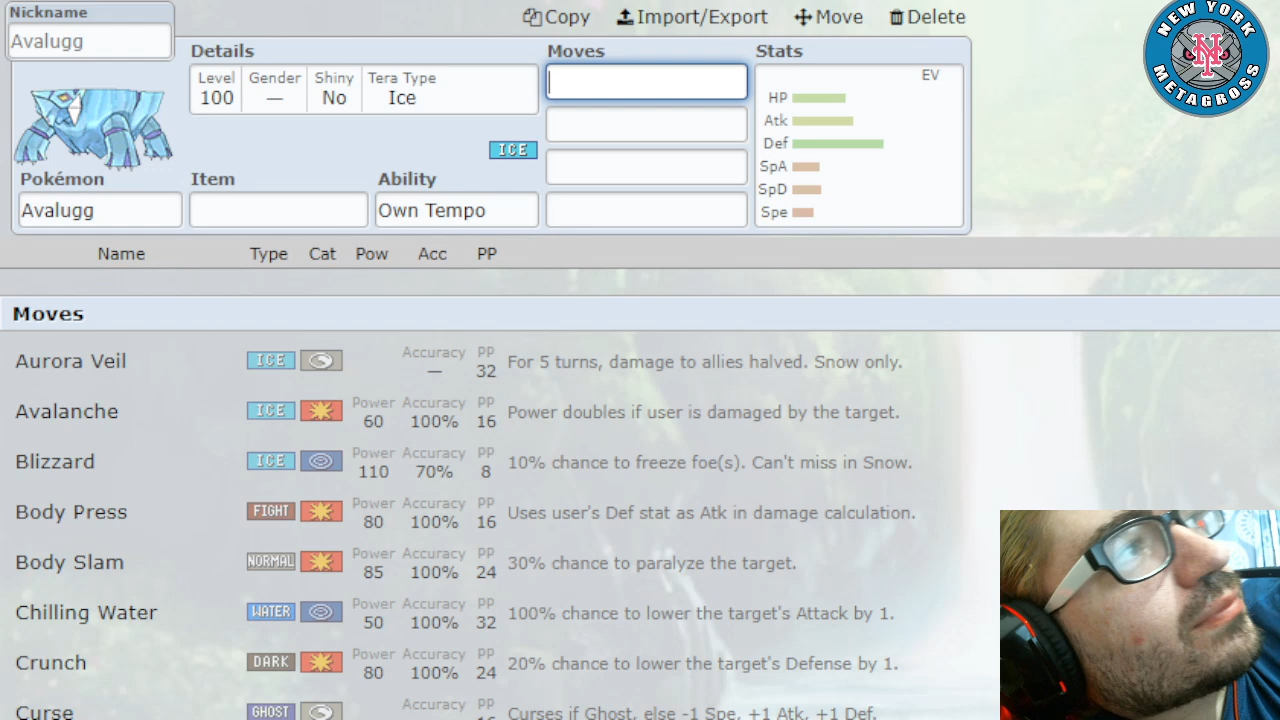 Nickname
Avalugg
Copy Import/Export Move Delete
NEW YORK
METAGROSS
Details Moves Stats
Level Gender Shiny Tera Type
100 — No Ice
EV
HP
Atk
Def
SpA
SpD
Spe
ICE
Pokémon Item Ability
Avalugg Own Tempo
Name Type Cat Pow Acc PP
Moves
Aurora Veil ICE Accuracy — PP 32 For 5 turns, damage to allies halved. Snow only.
Avalanche ICE Power 60 Accuracy 100% PP 16 Power doubles if user is damaged by the target.
Blizzard ICE Power 110 Accuracy 70% PP 8 10% chance to freeze foe(s). Can't miss in Snow.
Body Press FIGHT Power 80 Accuracy 100% PP 16 Uses user's Def stat as Atk in damage calculation.
Body Slam NORMAL Power 85 Accuracy 100% PP 24 30% chance to paralyze the target.
Chilling Water WATER Power 50 Accuracy 100% PP 32 100% chance to lower the target's Attack by 1.
Crunch DARK Power 80 Accuracy 100% PP 24 20% chance to lower the target's Defense by 1.
Curse GHOST Accuracy PP Curses if Ghost, else -1 Spe, +1 Atk, +1 Def.